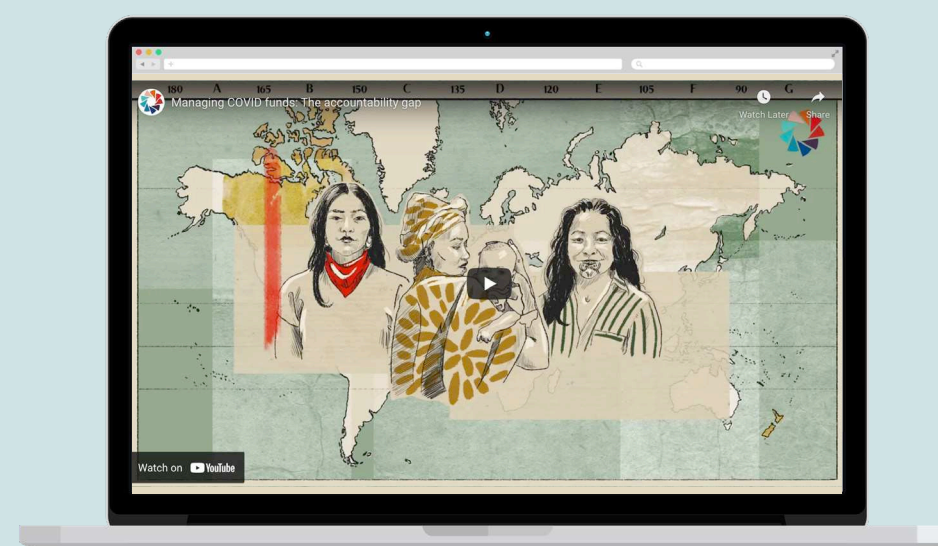 180 A 165 B 150 C 135 D 120 E 105 F 90 G
Managing COVID funds: The accountability gap
Watch Later Share
Watch on YouTube